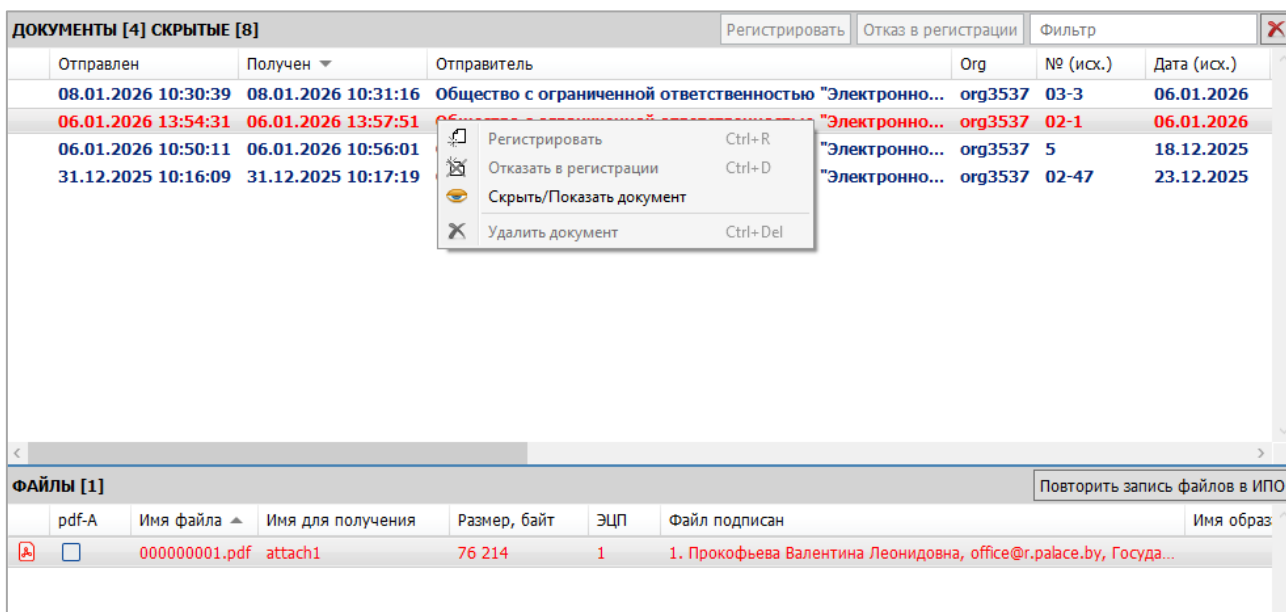 ДОКУМЕНТЫ [4] СКРЫТЫЕ [8] Регистрировать Отказ в регистрации Фильтр
Отправлен Получен Отправитель Org № (исх.) Дата (исх.)
08.01.2026 10:30:39 08.01.2026 10:31:16 Общество с ограниченной ответственностью "Электронно... org3537 03-3 06.01.2026
06.01.2026 13:54:31 06.01.2026 13:57:51 Общество с ограниченной ответственностью "Электронно... org3537 02-1 06.01.2026
06.01.2026 10:50:11 06.01.2026 10:56:01 "Электронно... org3537 5 18.12.2025
31.12.2025 10:16:09 31.12.2025 10:17:19 "Электронно... org3537 02-47 23.12.2025
Регистрировать Ctrl+R
Отказать в регистрации Ctrl+D
Скрыть/Показать документ
Удалить документ Ctrl+Del
ФАЙЛЫ [1] Повторить запись файлов в ИПО
pdf-A Имя файла Имя для получения Размер, байт ЭЦП Файл подписан Имя образ
000000001.pdf attach1 76 214 1 1. Прокофьева Валентина Леонидовна, office@r.palace.by, Госуда...